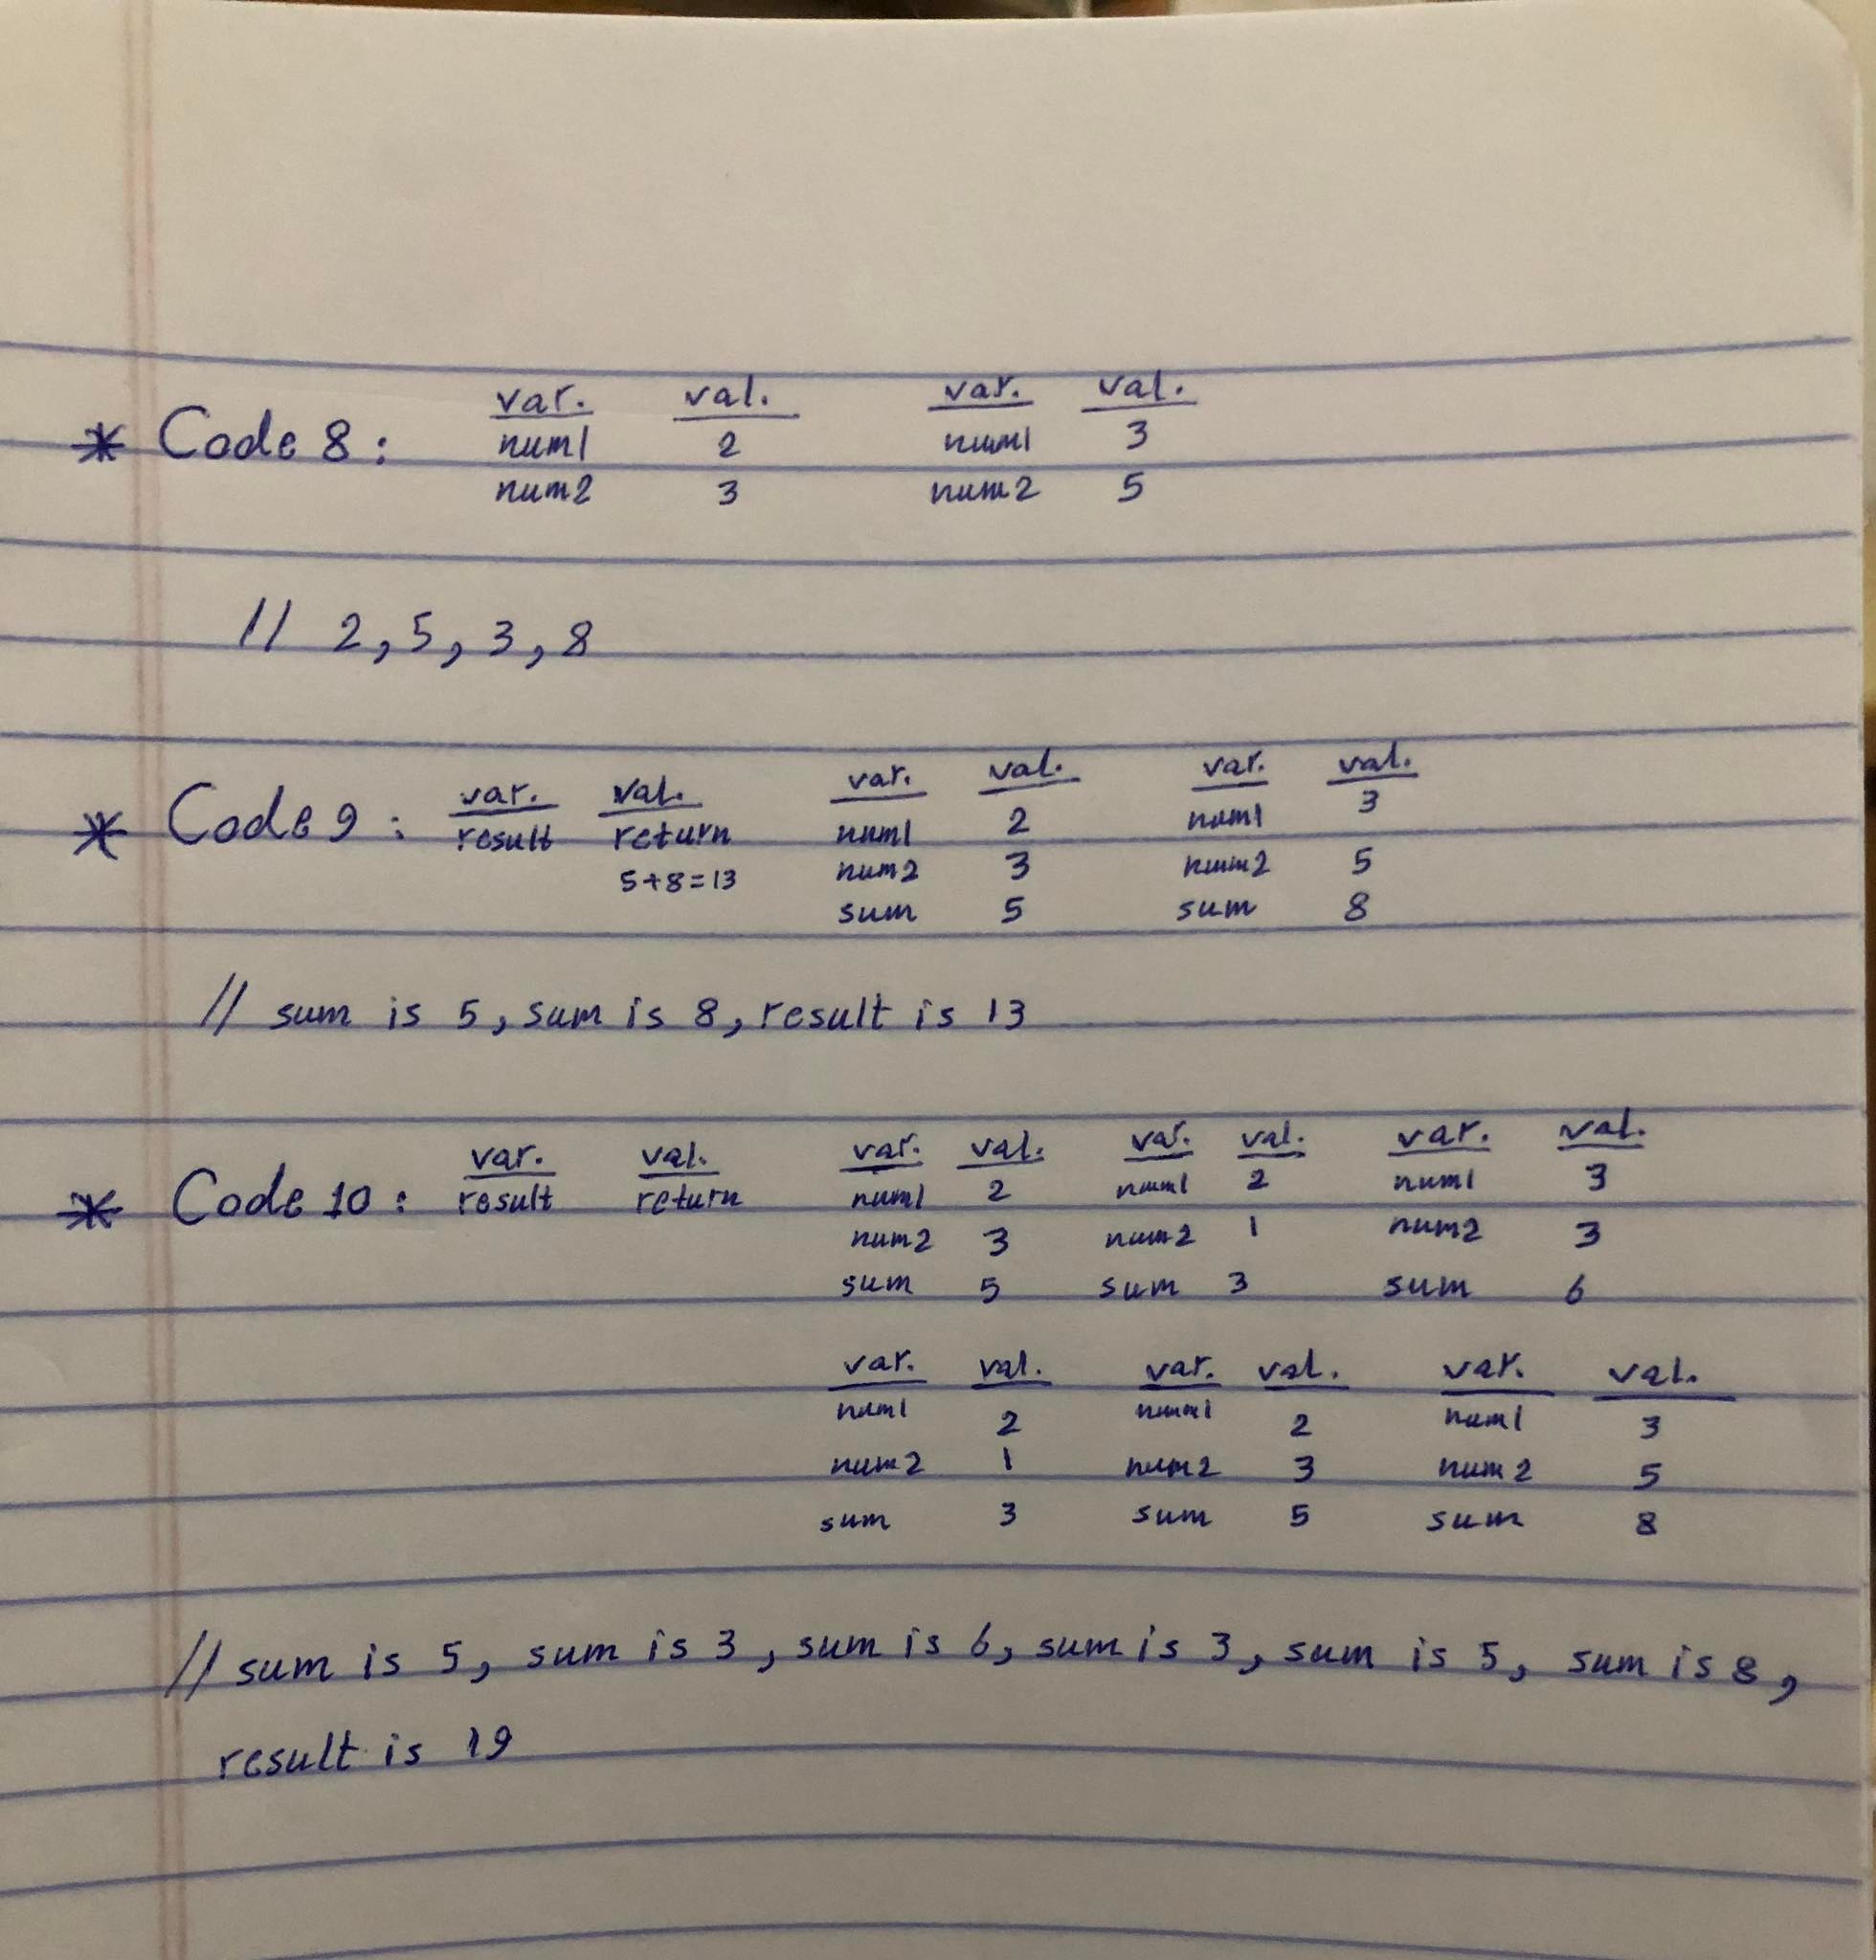 var. val. var. val.
* Code 8: num1 2 num1 3
num2 3 num2 5
// 2, 5, 3, 8
var. val. var. val. var. val.
* Code 9: result return num1 2 num1 3
5+8=13 num2 3 num2 5
sum 5 sum 8
// sum is 5, sum is 8, result is 13
var. val. var. val. var. val. var. val.
* Code 10: result return num1 2 num1 2 num1 3
num2 3 num2 1 num2 3
sum 5 sum 3 sum 6
var. val. var. val. var. val.
num1 2 num1 2 num1 3
num2 1 num2 3 num2 5
sum 3 sum 5 sum 8
// sum is 5, sum is 3, sum is 6, sum is 3, sum is 5, sum is 8,
result is 19